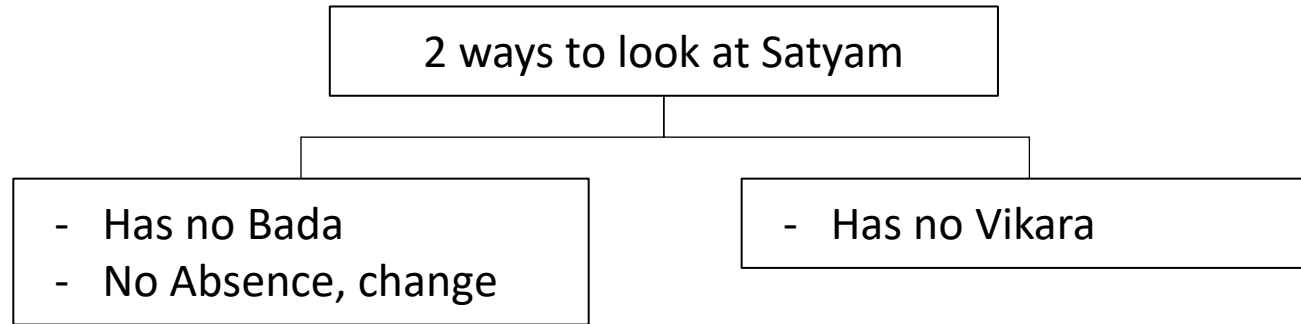 2 ways to look at Satyam
- Has no Bada
- No Absence, change
- Has no Vikara